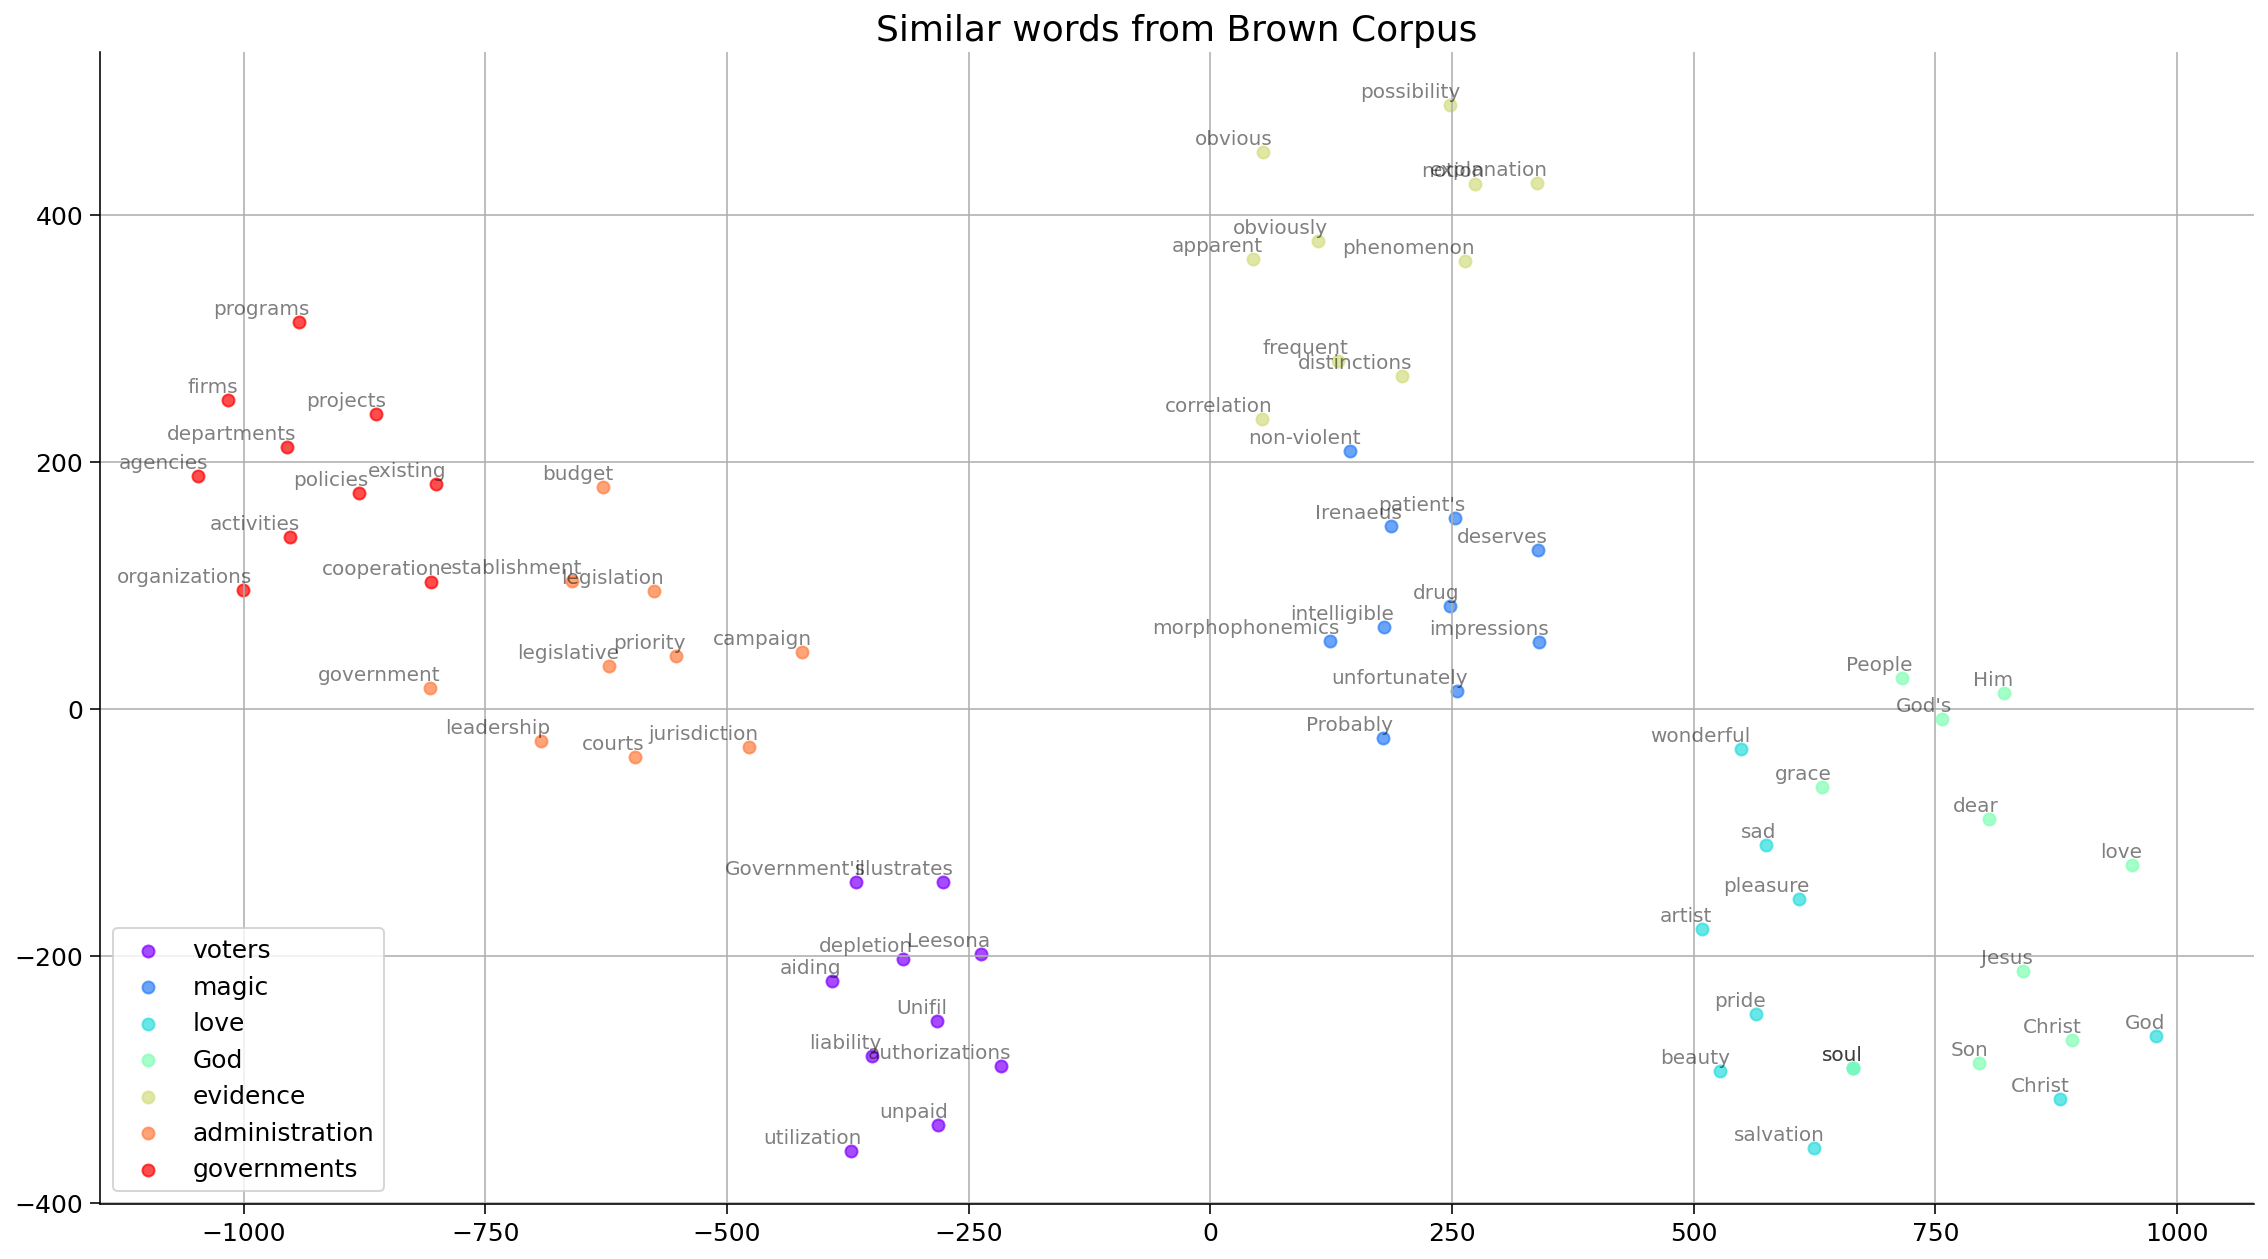 Similar words from Brown Corpus
possibility
obvious
explanation
notion
obviously
apparent
phenomenon
programs
frequent
distinctions
firms
projects
correlation
departments
non-violent
agencies
existing
policies
budget
patient's
Irenaeus
activities
deserves
organizations
cooperation
establishment
legislation
drug
intelligible
morphophonemics
impressions
legislative
priority
campaign
government
unfortunately
People
Him
God's
leadership
courts
jurisdiction
Probably
wonderful
grace
dear
sad
love
Government's
illustrates
pleasure
artist
depletion
Leesona
aiding
Jesus
Unifil
pride
Christ
God
liability
authorizations
beauty
soul
Son
Christ
unpaid
utilization
salvation
voters
magic
love
God
evidence
administration
governments
400
200
0
−200
−400
−1000
−750
−500
−250
0
250
500
750
1000